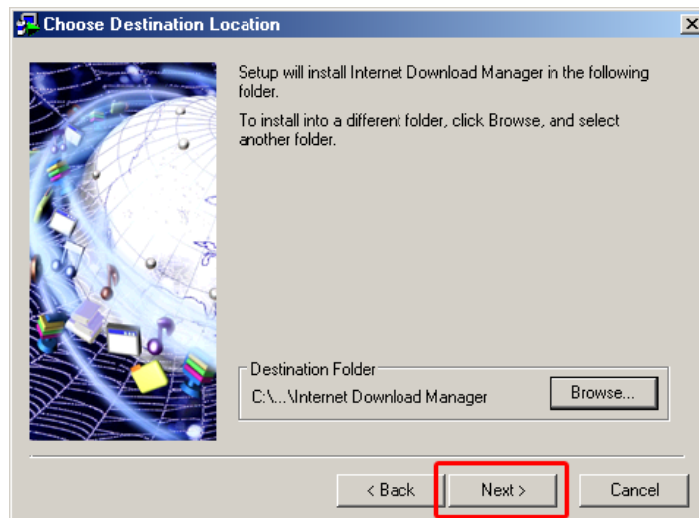 Choose Destination Location
Setup will install Internet Download Manager in the following
folder.
To install into a different folder, click Browse, and select
another folder.
Destination Folder
C:\...\Internet Download Manager
Browse...
< Back
Next >
Cancel